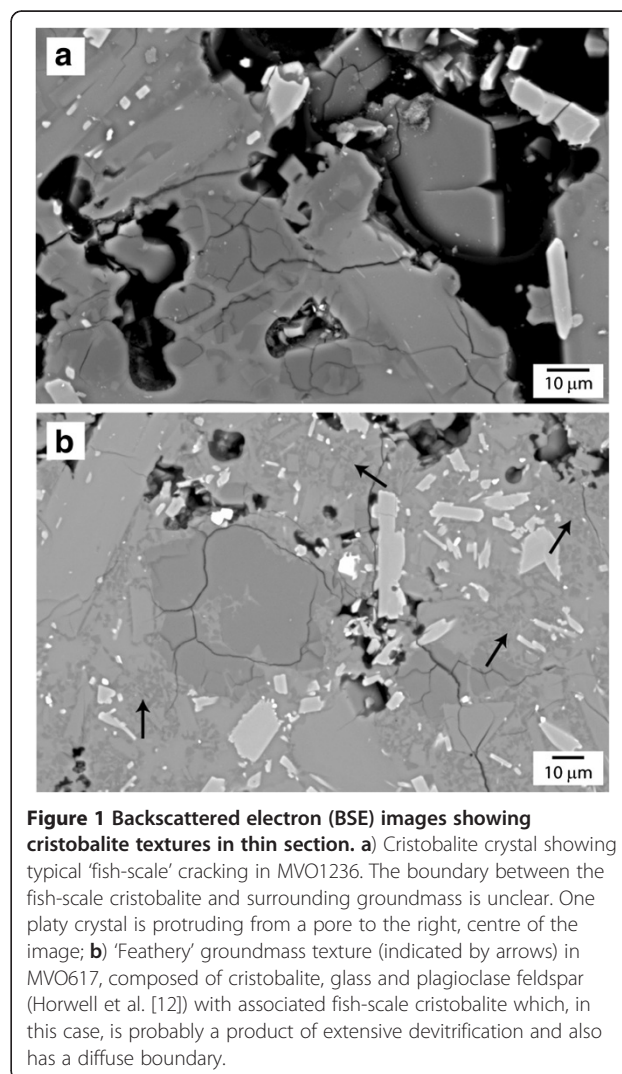 a
10 µm
b
10 µm
Figure 1 Backscattered electron (BSE) images showing
cristobalite textures in thin section. a) Cristobalite crystal showing
typical 'fish-scale' cracking in MVO1236. The boundary between the
fish-scale cristobalite and surrounding groundmass is unclear. One
platy crystal is protruding from a pore to the right, centre of the
image; b) 'Feathery' groundmass texture (indicated by arrows) in
MVO617, composed of cristobalite, glass and plagioclase feldspar
(Horwell et al. [12]) with associated fish-scale cristobalite which, in
this case, is probably a product of extensive devitrification and also
has a diffuse boundary.